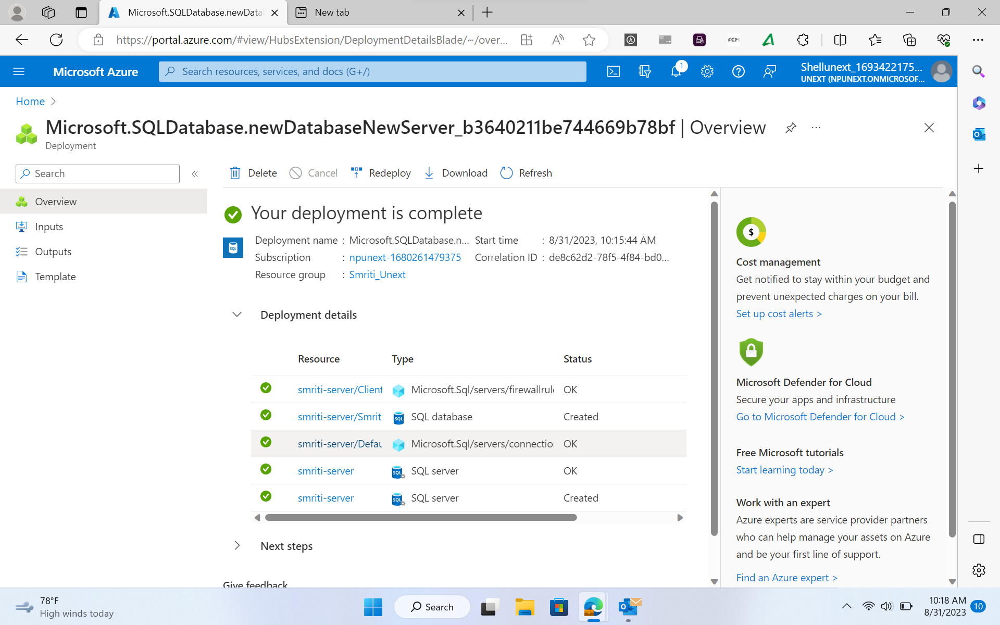 Microsoft.SQLDatabase.newDatal
New tab
https://portal.azure.com/#view/HubsExtension/DeploymentDetailsBlade/~/over...
FCM
Microsoft Azure
Search resources, services, and docs (G+/)
1
Shellunext_1693422175...
UNEXT (NPUNEXT.ONMICROSOF...
Home
Microsoft.SQLDatabase.newDatabaseNewServer_b3640211be744669b78bf | Overview
...
Deployment
Search
Delete
Cancel
Redeploy
Download
Refresh
Overview
Inputs
Outputs
Template
Your deployment is complete
SQL
Deployment name : Microsoft.SQLDatabase.n...
Start time : 8/31/2023, 10:15:44 AM
Subscription : npunext-1680261479375
Correlation ID : de8c62d2-78f5-4f84-bd0...
Resource group : Smriti_Unext
Deployment details
Resource Type Status
smriti-server/Client Microsoft.Sql/servers/firewallrule OK
smriti-server/Smrit SQL SQL database Created
smriti-server/Defau Microsoft.Sql/servers/connection OK
smriti-server SQL SQL server OK
smriti-server SQL SQL server Created
Next steps
Give feedback
$
Cost management
Get notified to stay within your budget and
prevent unexpected charges on your bill.
Set up cost alerts >
Microsoft Defender for Cloud
Secure your apps and infrastructure
Go to Microsoft Defender for Cloud >
Free Microsoft tutorials
Start learning today >
Work with an expert
Azure experts are service provider partners
who can help manage your assets on Azure
and be your first line of support.
Find an Azure expert >
78°F
High winds today
Search
10:18 AM
8/31/2023
10